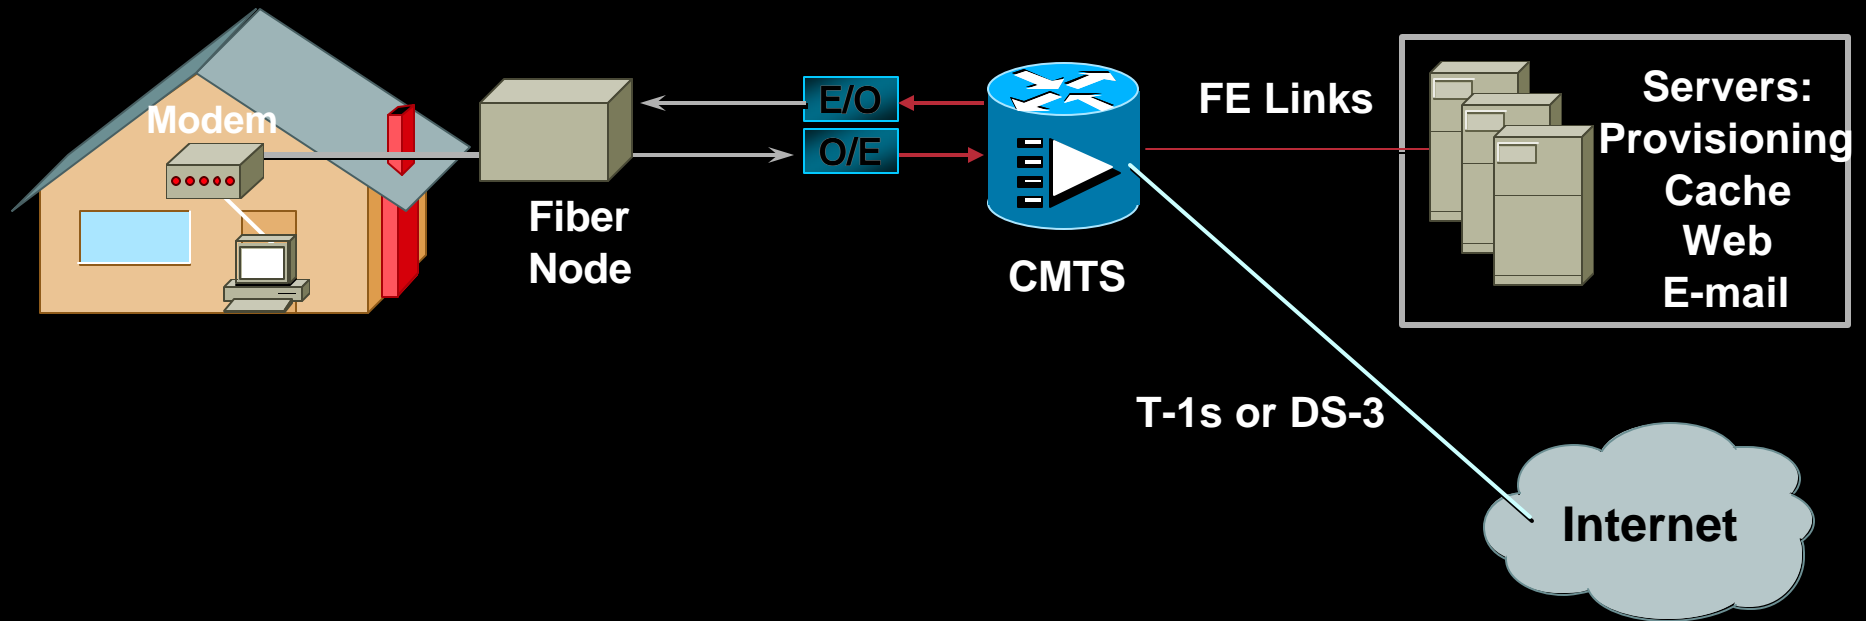 Modem
Fiber
Node
E/O
O/E
CMTS
FE Links
Servers:
Provisioning
Cache
Web
E-mail
T-1s or DS-3
Internet